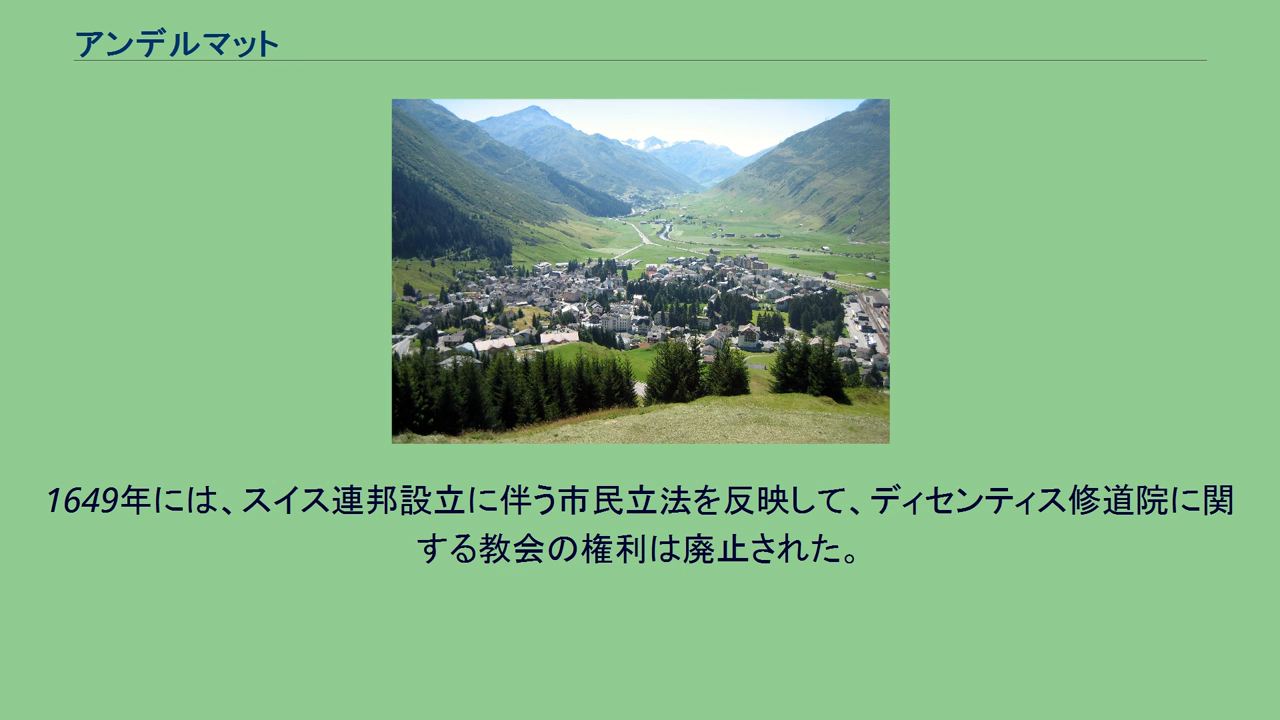 アンデルマット
1649年には、スイス連邦設立に伴う市民立法を反映して、ディセンティス修道院に関
する教会の権利は廃止された。